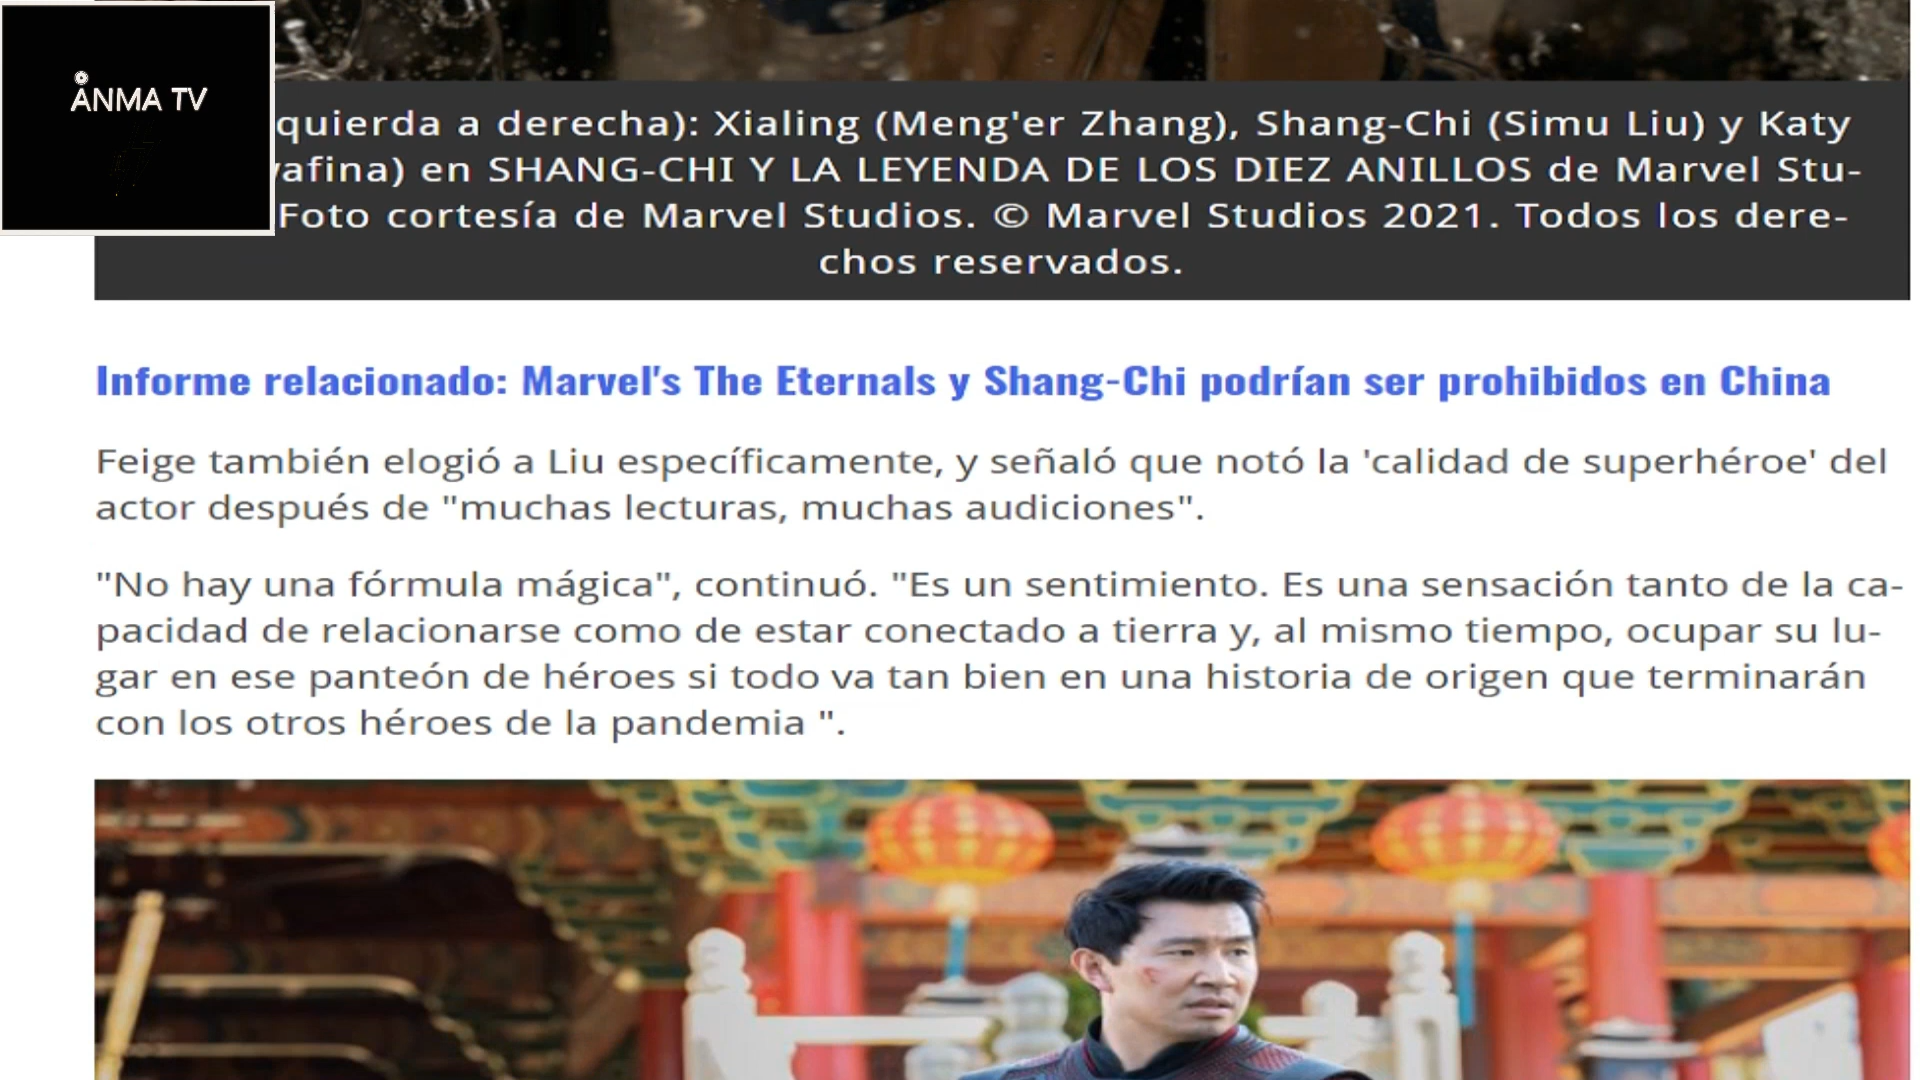 ANMA TV
quierda a derecha): Xialing (Meng'er Zhang), Shang-Chi (Simu Liu) y Katy
afina) en SHANG-CHI Y LA LEYENDA DE LOS DIEZ ANILLOS de Marvel Stu-
Foto cortesía de Marvel Studios. © Marvel Studios 2021. Todos los dere-
chos reservados.
Informe relacionado: Marvel's The Eternals y Shang-Chi podrían ser prohibidos en China
Feige también elogió a Liu específicamente, y señaló que notó la 'calidad de superhéroe' del
actor después de "muchas lecturas, muchas audiciones".
"No hay una fórmula mágica", continuó. "Es un sentimiento. Es una sensación tanto de la ca-
pacidad de relacionarse como de estar conectado a tierra y, al mismo tiempo, ocupar su lu-
gar en ese panteón de héroes si todo va tan bien en una historia de origen que terminarán
con los otros héroes de la pandemia ".